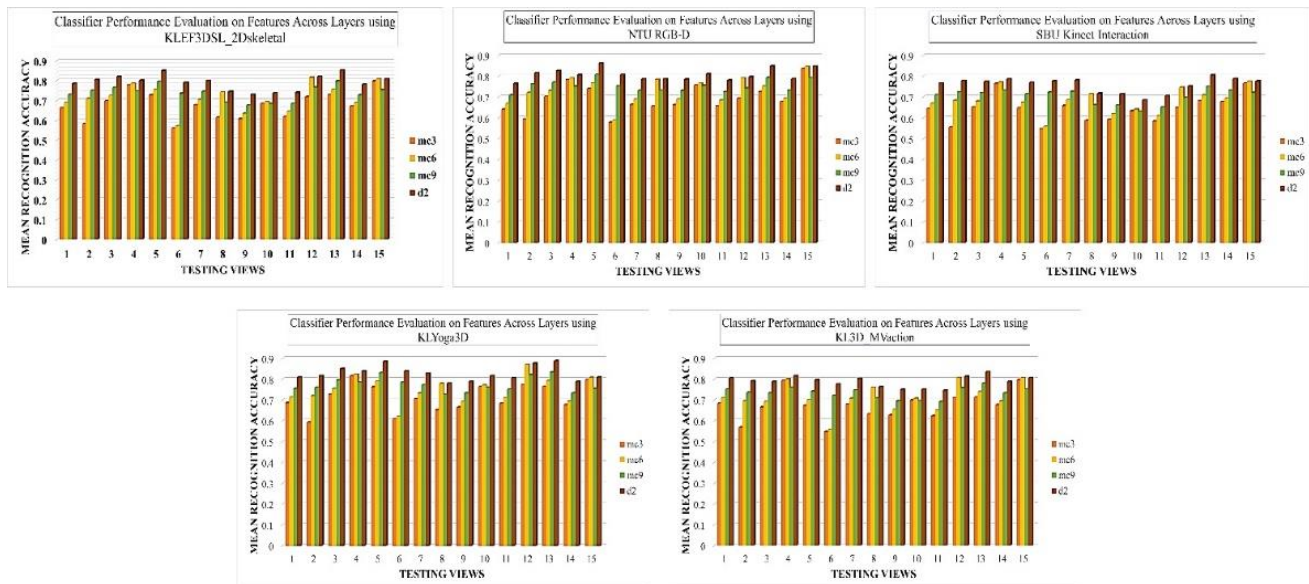 Classifier Performance Evaluation on Features Across Layers using
KLEF3DSL_2Dskeletal
MEAN RECOGNITION ACCURACY
0.9
0.8
0.7
0.6
0.5
0.4
0.3
0.2
0.1
0
1 2 3 4 5 6 7 8 9 10 11 12 13 15
TESTING VIEWS
mc3
mc6
mc9
d2
Classifier Performance Evaluation on Features Across Layers using
NTU RGB-D
MEAN RECOGNITION ACCURACY
0.9
0.8
0.7
0.6
0.5
0.4
0.3
0.2
0.1
0
1 2 3 4 5 6 7 8 9 10 11 12 13 14 15
TESTING VIEWS
mc3
mc6
mc9
d2
Classifier Performance Evaluation on Features Across Layers using
SBU Kinect Interaction
MEAN RECOGNITION ACCURACY
0.9
0.8
0.7
0.6
0.5
0.4
0.3
0.2
0.1
0
1 2 3 4 5 6 7 8 9 10 11 12 13 14 15
TESTING VIEWS
mc3
mc6
mc9
d2
Classifier Performance Evaluation on Features Across Layers using
KLYoga3D
MEAN RECOGNITION ACCURACY
0.9
0.8
0.7
0.6
0.5
0.4
0.3
0.2
0.1
0
1 2 3 4 5 6 7 8 9 10 11 12 13 14 15
TESTING VIEWS
mc3
mc6
mc9
d2
Classifier Performance Evaluation on Features Across Layers using
KL3D_MVaction
MEAN RECOGNITION ACCURACY
0.9
0.8
0.7
0.6
0.5
0.4
0.3
0.2
0.1
0
1 2 3 4 5 6 7 8 9 10 11 12 13 14 15
TESTING VIEWS
mc3
mc6
mc9
d2